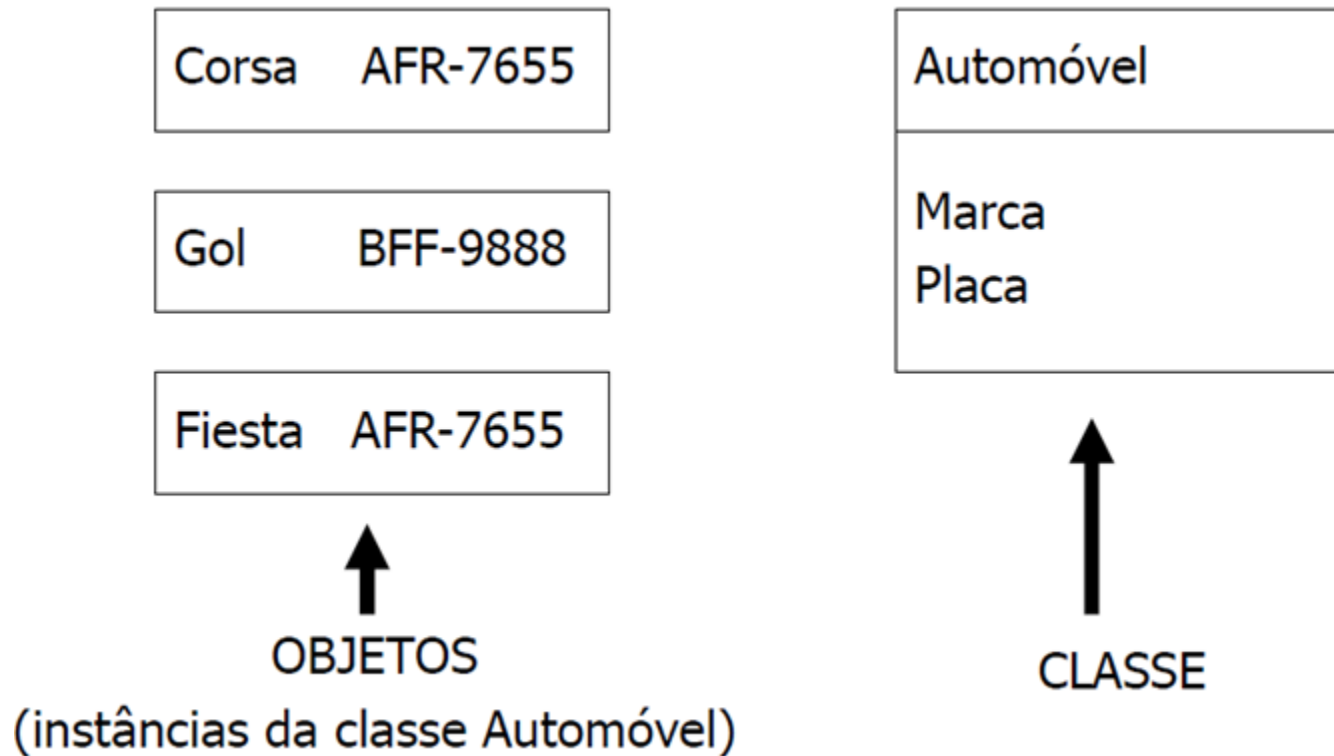 Corsa AFR-7655
Gol BFF-9888
Fiesta AFR-7655
OBJETOS
(instâncias da classe Automóvel)
Automóvel
Marca
Placa
CLASSE